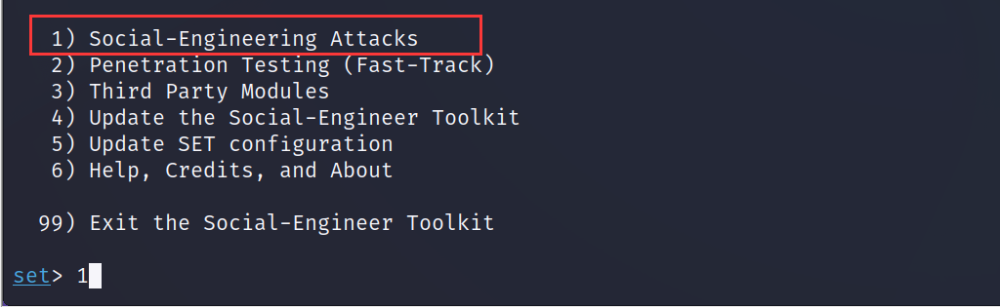 1) Social-Engineering Attacks
2) Penetration Testing (Fast-Track)
3) Third Party Modules
4) Update the Social-Engineer Toolkit
5) Update SET configuration
6) Help, Credits, and About
99) Exit the Social-Engineer Toolkit
set> 1